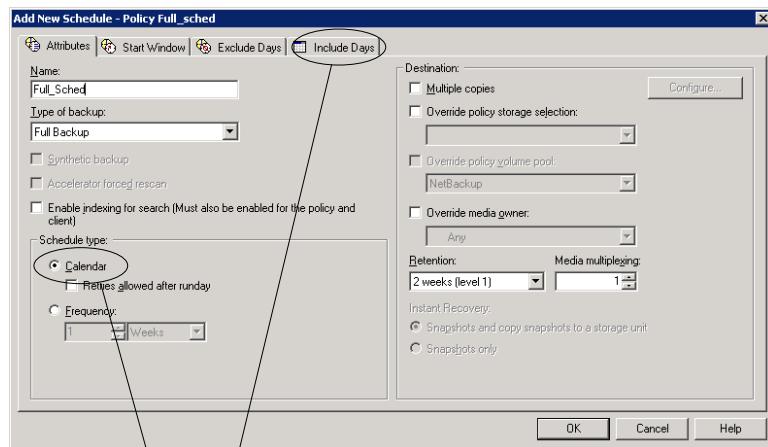 Add New Schedule - Policy Full_sched
Attributes Start Window Exclude Days Include Days
Name:
Full_Sched
Type of backup:
Full Backup
Synthetic backup
Accelerator forced rescan
Enable indexing for search (Must also be enabled for the policy and
client)
Schedule type:
Calendar
Retries allowed after runday
Frequency:
1 Weeks
Destination:
Multiple copies Configure...
Override policy storage selection:
Override policy volume pool:
NetBackup
Override media owner:
Any
Retention: Media multiplexing:
2 weeks (level 1) 1
Instant Recovery:
Snapshots and copy snapshots to a storage unit
Snapshots only
OK Cancel Help